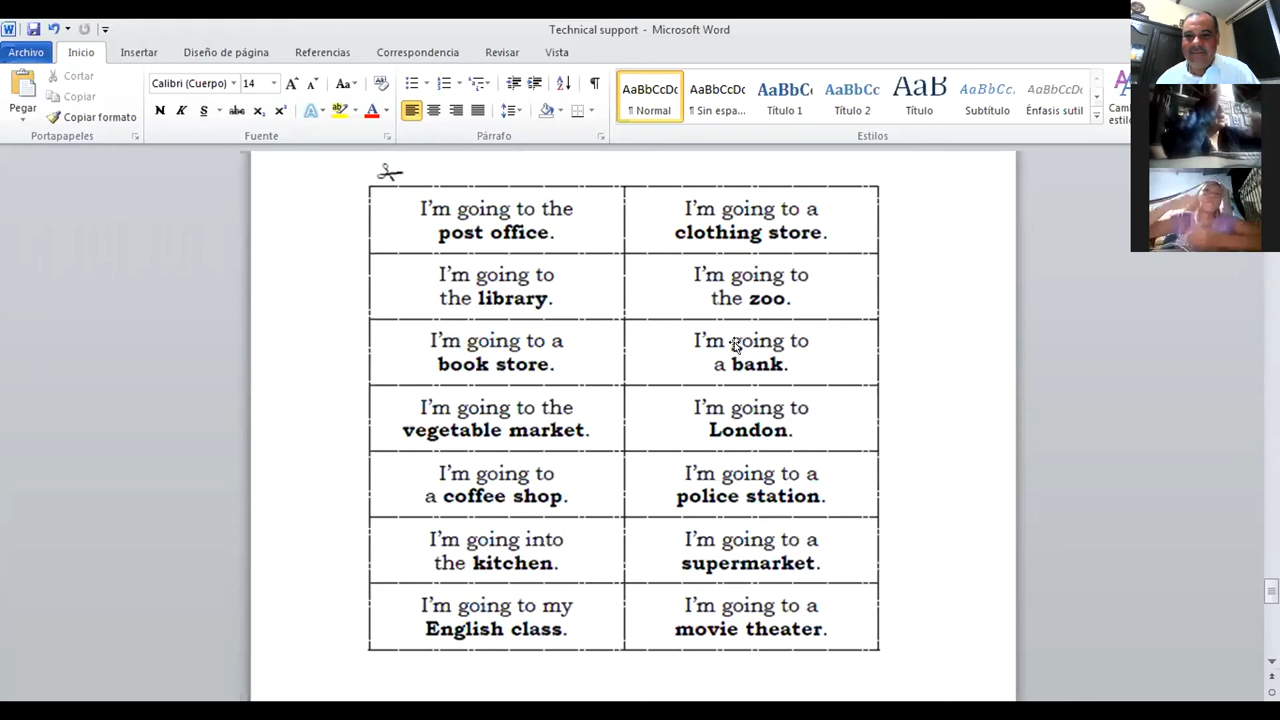 Technical support - Microsoft Word
Archivo Inicio Insertar Diseño de página Referencias Correspondencia Revisar Vista
Pegar
Cortar
Copiar
Copiar formato
Portapapeles
Calibri (Cuerpo) 14
N K S abc x₂ x² A ab A
Fuente
Párrafo
AaBbCcDc AaBbCcDc AaBbC AaBbCc AaB AaBbCc. AaBbCcDc
¶ Normal ¶ Sin espa... Título 1 Título 2 Título Subtítulo Énfasis sutil
Estilos
I'm going to the
post office.
I'm going to a
clothing store.
I'm going to
the library.
I'm going to
the zoo.
I'm going to a
book store.
I'm going to
a bank.
I'm going to the
vegetable market.
I'm going to
London.
I'm going to
a coffee shop.
I'm going to a
police station.
I'm going into
the kitchen.
I'm going to a
supermarket.
I'm going to my
English class.
I'm going to a
movie theater.